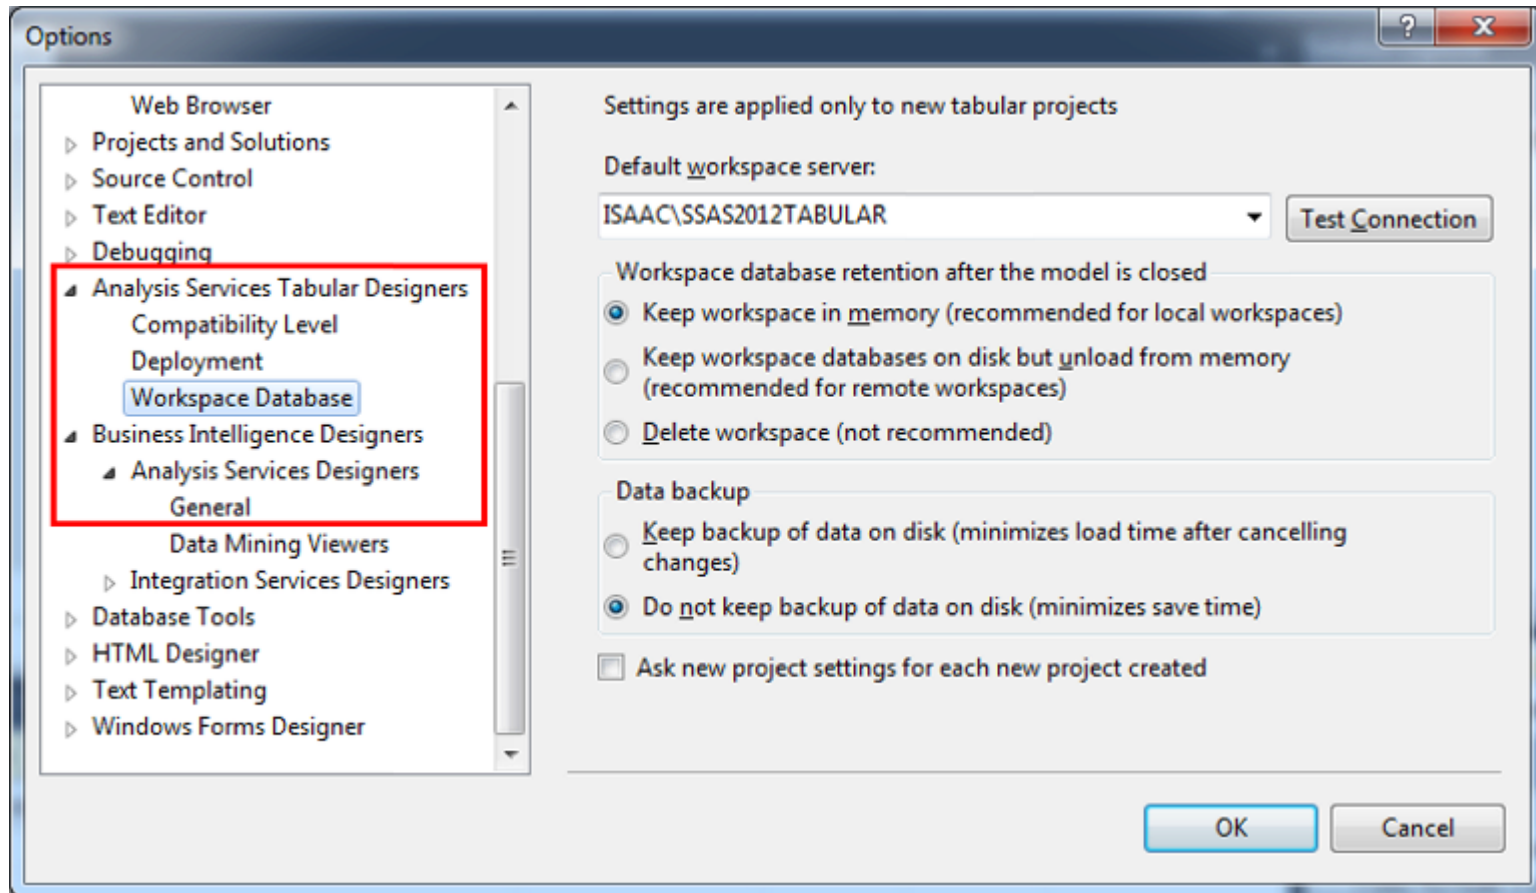 Options
Web Browser
Projects and Solutions
Source Control
Text Editor
Debugging
Analysis Services Tabular Designers
Compatibility Level
Deployment
Workspace Database
Business Intelligence Designers
Analysis Services Designers
General
Data Mining Viewers
Integration Services Designers
Database Tools
HTML Designer
Text Templating
Windows Forms Designer
Settings are applied only to new tabular projects
Default workspace server:
ISAAC\SSAS2012TABULAR
Test Connection
Workspace database retention after the model is closed
Keep workspace in memory (recommended for local workspaces)
Keep workspace databases on disk but unload from memory
(recommended for remote workspaces)
Delete workspace (not recommended)
Data backup
Keep backup of data on disk (minimizes load time after cancelling
changes)
Do not keep backup of data on disk (minimizes save time)
Ask new project settings for each new project created
OK
Cancel